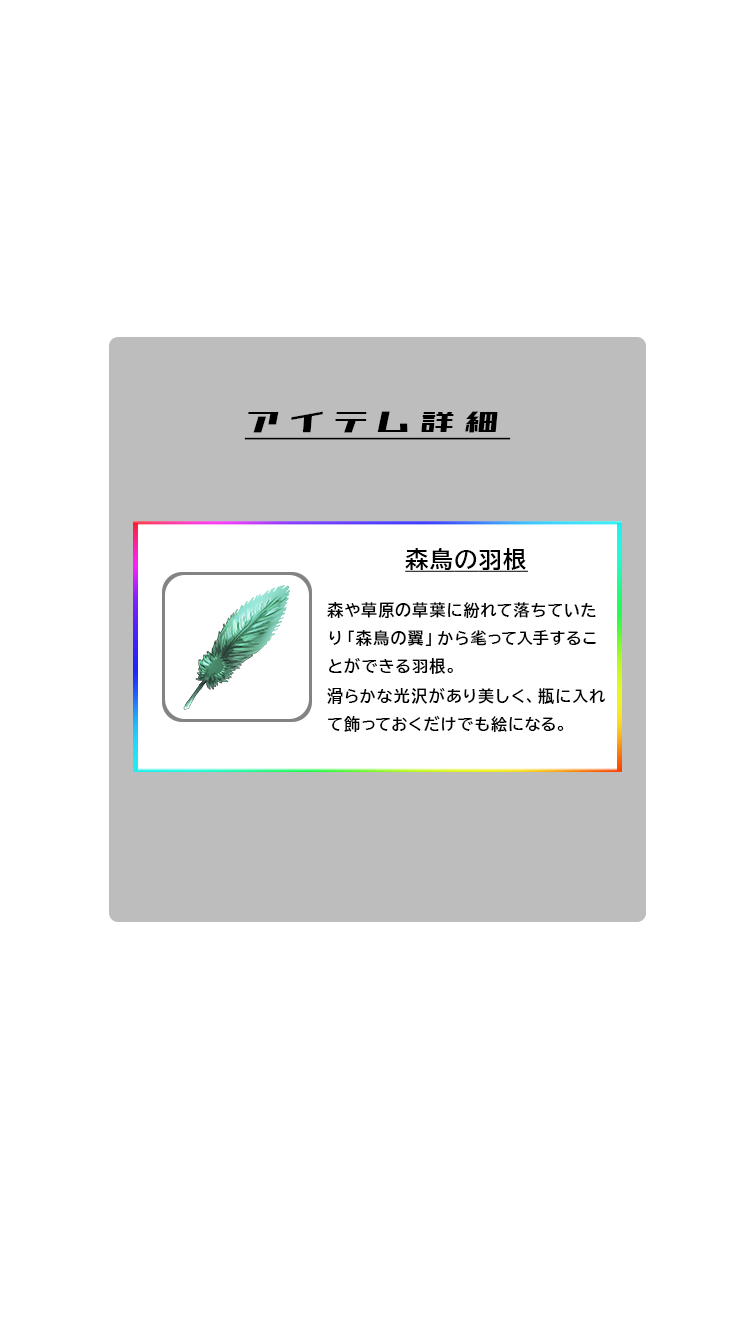 アイテム詳細
森鳥の羽根
森や草原の草葉に紛れて落ちていた
り「森鳥の翼」から毟って入手するこ
とができる羽根。
滑らかな光沢があり美しく、瓶に入れ
て飾っておくだけでも絵になる。